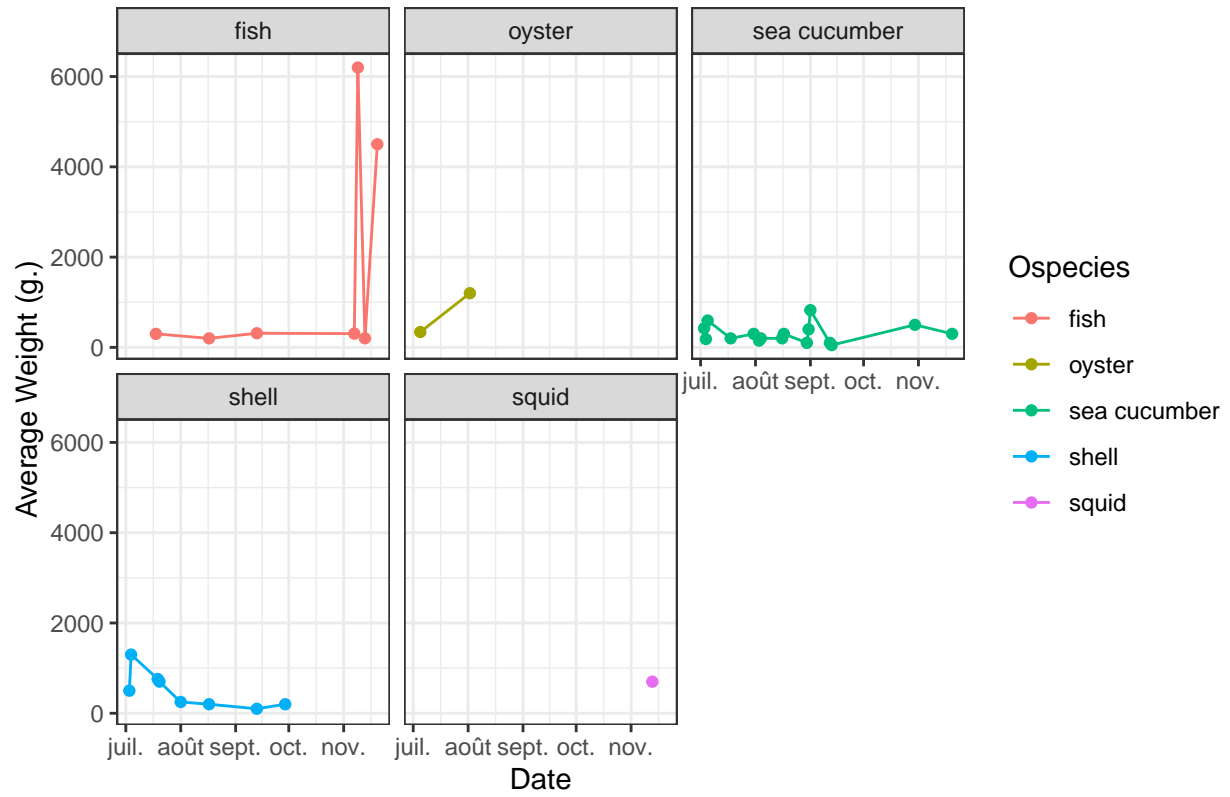 fish
oyster
sea cucumber
6000
4000
2000
0
juil. août sept. oct. nov.
shell
squid
6000
4000
2000
0
juil. août sept. oct. nov.
juil. août sept. oct. nov.
Average Weight (g.)
Date
Ospecies
fish
oyster
sea cucumber
shell
squid